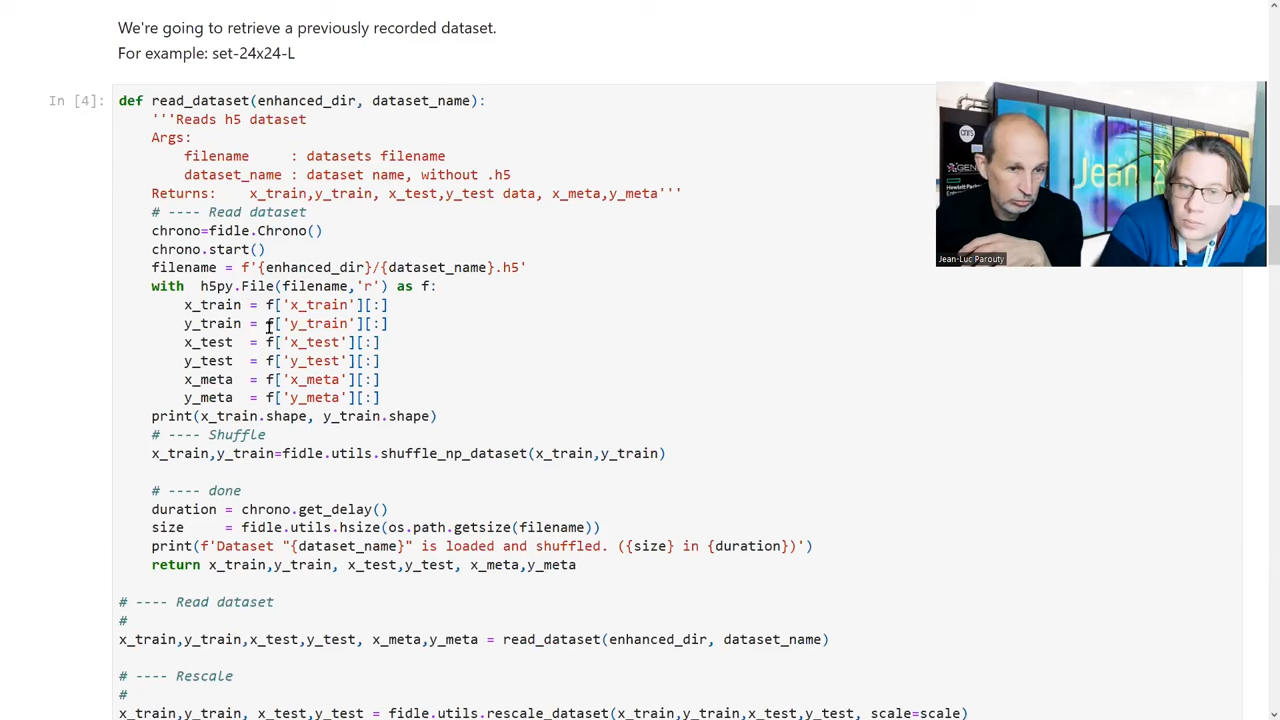 We're going to retrieve a previously recorded dataset.
For example: set-24x24-L
In [4]:
def read_dataset(enhanced_dir, dataset_name):
'''Reads h5 dataset
Args:
filename     : datasets filename
dataset_name : dataset name, without .h5
Returns:    x_train,y_train, x_test,y_test data, x_meta,y_meta'''
# ---- Read dataset
chrono=fidle.Chrono()
chrono.start()
filename = f'{enhanced_dir}/{dataset_name}.h5'
with  h5py.File(filename,'r') as f:
x_train = f['x_train'][:]
y_train = f['y_train'][:]
x_test  = f['x_test'][:]
y_test  = f['y_test'][:]
x_meta  = f['x_meta'][:]
y_meta  = f['y_meta'][:]
print(x_train.shape, y_train.shape)
# ---- Shuffle
x_train,y_train=fidle.utils.shuffle_np_dataset(x_train,y_train)
# ---- done
duration = chrono.get_delay()
size     = fidle.utils.hsize(os.path.getsize(filename))
print(f'Dataset "{dataset_name}" is loaded and shuffled. ({size} in {duration})')
return x_train,y_train, x_test,y_test, x_meta,y_meta
# ---- Read dataset
#
x_train,y_train,x_test,y_test, x_meta,y_meta = read_dataset(enhanced_dir, dataset_name)
# ---- Rescale
#
x_train,y_train, x_test,y_test = fidle.utils.rescale_dataset(x_train,y_train,x_test,y_test, scale=scale)
cnrs
GENCI
Hewlett Packard
Jean Z
Jean-Luc Parouty